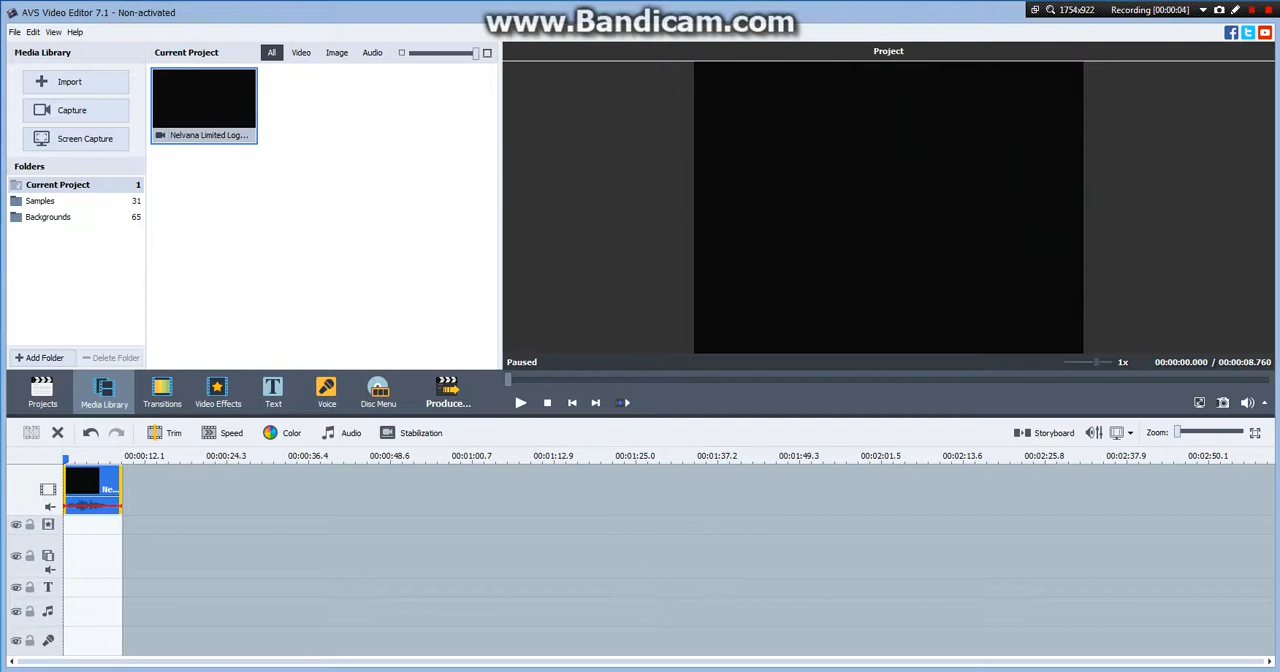 AVS Video Editor 7.1 - Non-activated
www.Bandicam.com
1754x922
Recording [00:00:04]
File Edit View Help
Media Library
Current Project
All
Video
Image
Audio
Project
Import
Capture
Screen Capture
Nelvana Limited Log...
Folders
Current Project 1
Samples 31
Backgrounds 65
Add Folder
Delete Folder
Paused
1x
00:00:00.000 / 00:00:08.760
Projects
Media Library
Transitions
Video Effects
Text
Voice
Disc Menu
Produce...
Trim
Speed
Color
Audio
Stabilization
Storyboard
Zoom:
00:00:12.1 00:00:24.3 00:00:36.4 00:00:48.6 00:01:00.7 00:01:12.9 00:01:25.0 00:01:37.2 00:01:49.3 00:02:01.5 00:02:13.6 00:02:25.8 00:02:37.9 00:02:50.1
Ne...